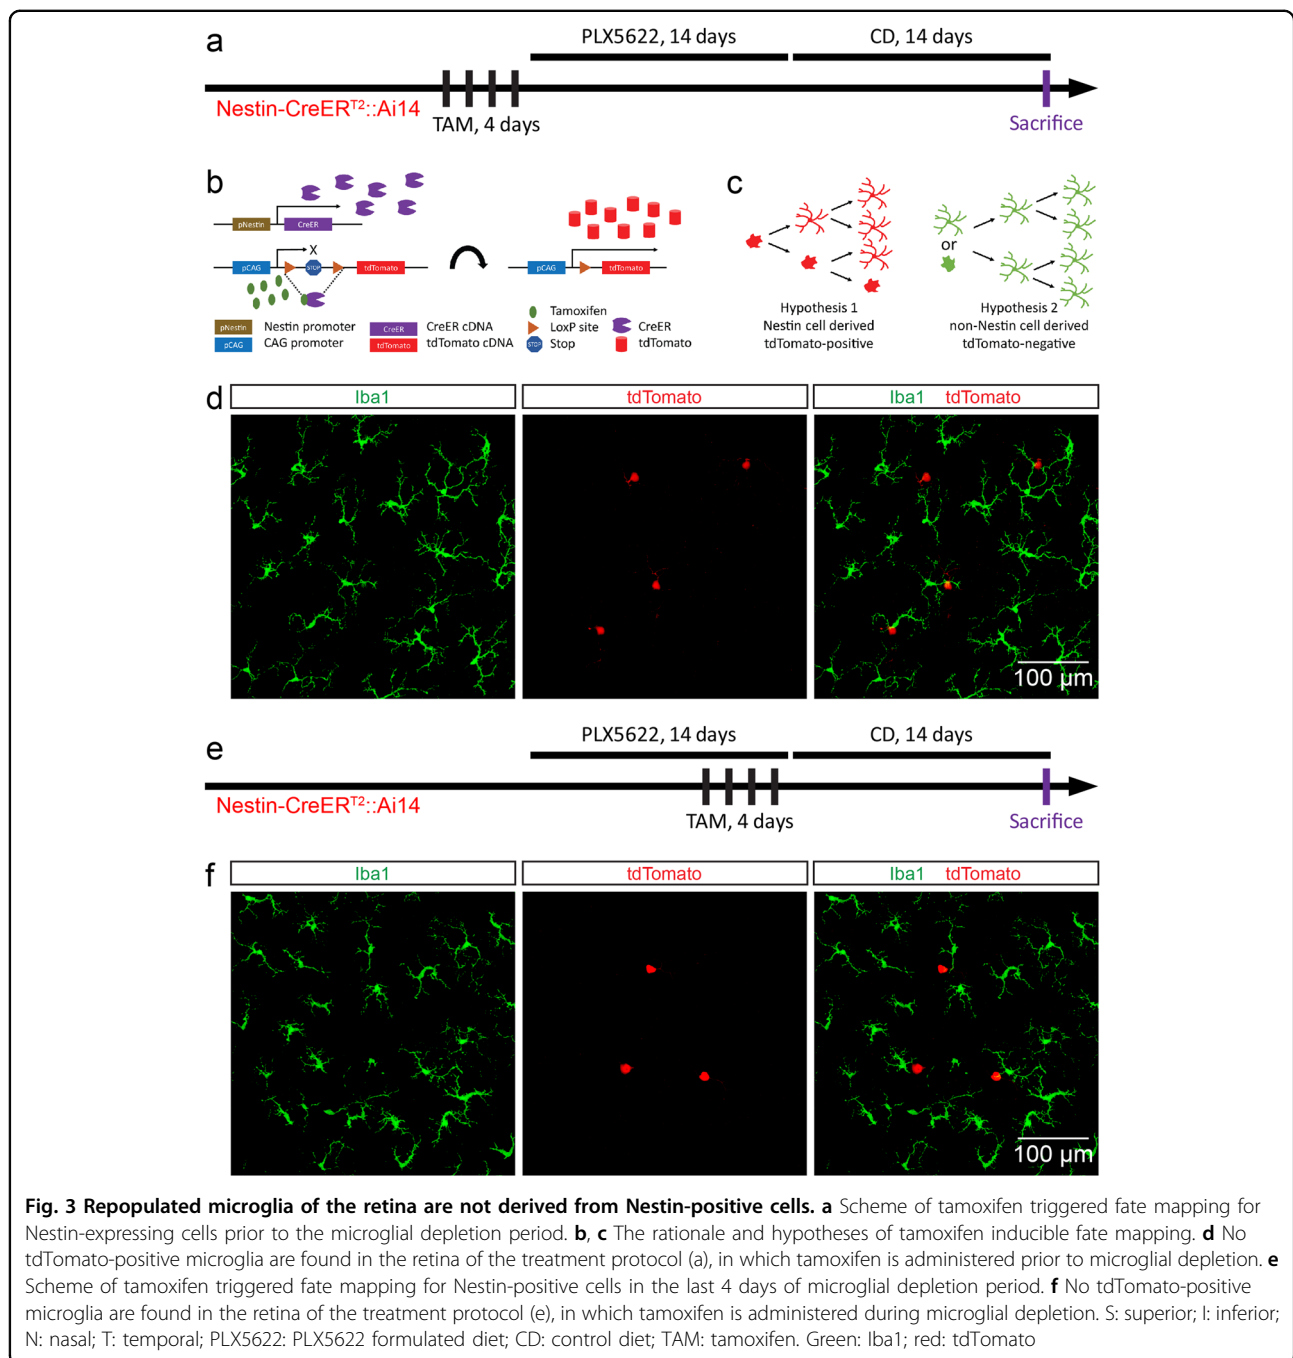 a
PLX5622, 14 days
CD, 14 days
Nestin-CreERT2::Ai14
TAM, 4 days
Sacrifice
b
pNestin
CreER
X
pCAG
STOP
tdTomato
pCAG
tdTomato
pNestin
Nestin promoter
CreER
CreER cDNA
pCAG
CAG promoter
tdTomato
tdTomato cDNA
Tamoxifen
LoxP site
CreER
STOP
Stop
tdTomato
c
or
Hypothesis 1
Nestin cell derived
tdTomato-positive
Hypothesis 2
non-Nestin cell derived
tdTomato-negative
d
Iba1
tdTomato
Iba1 tdTomato
100 µm
e
PLX5622, 14 days
CD, 14 days
Nestin-CreERT2::Ai14
TAM, 4 days
Sacrifice
f
Iba1
tdTomato
Iba1 tdTomato
100 µm
Fig. 3 Repopulated microglia of the retina are not derived from Nestin-positive cells. a Scheme of tamoxifen triggered fate mapping for
Nestin-expressing cells prior to the microglial depletion period. b, c The rationale and hypotheses of tamoxifen inducible fate mapping. d No
tdTomato-positive microglia are found in the retina of the treatment protocol (a), in which tamoxifen is administered prior to microglial depletion. e
Scheme of tamoxifen triggered fate mapping for Nestin-positive cells in the last 4 days of microglial depletion period. f No tdTomato-positive
microglia are found in the retina of the treatment protocol (e), in which tamoxifen is administered during microglial depletion. S: superior; I: inferior;
N: nasal; T: temporal; PLX5622: PLX5622 formulated diet; CD: control diet; TAM: tamoxifen. Green: Iba1; red: tdTomato